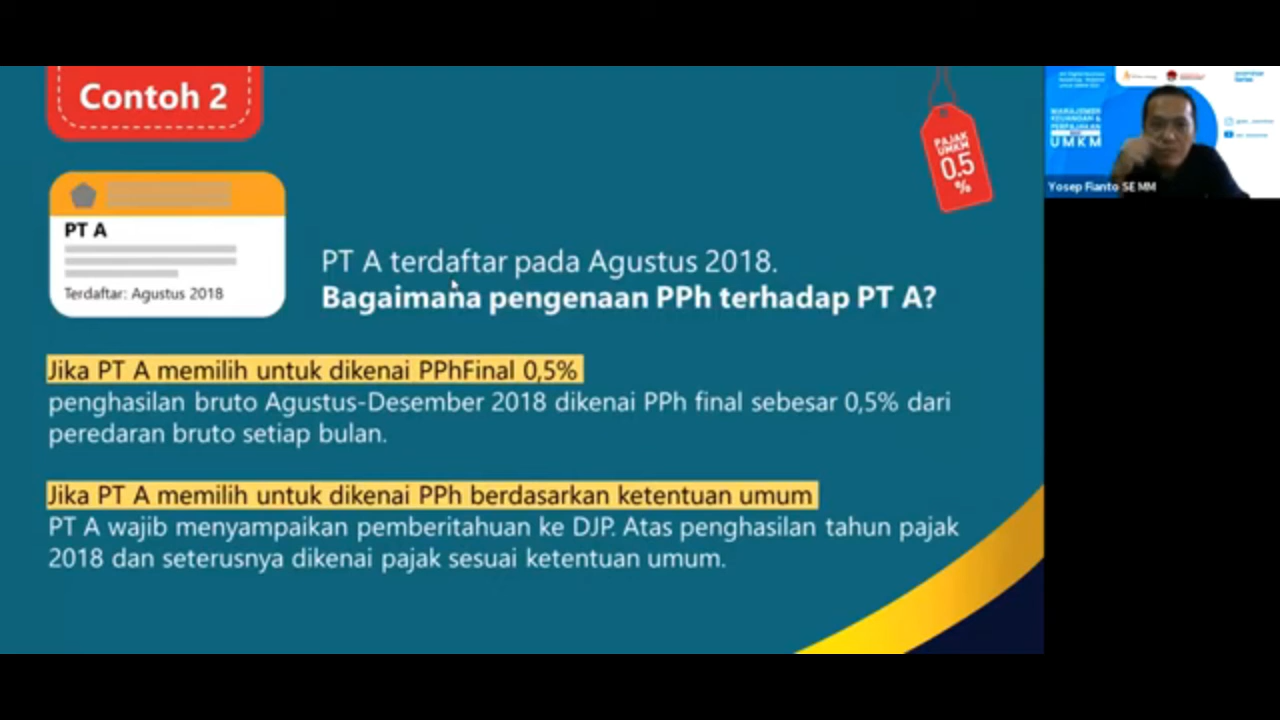 Contoh 2
PAJAK
UMKM
0.5
%
PT A
Terdaftar: Agustus 2018
PT A terdaftar pada Agustus 2018.
Bagaimana pengenaan PPh terhadap PT A?
Jika PT A memilih untuk dikenai PPhFinal 0,5%
penghasilan bruto Agustus-Desember 2018 dikenai PPh final sebesar 0,5% dari
peredaran bruto setiap bulan.
Jika PT A memilih untuk dikenai PPh berdasarkan ketentuan umum
PT A wajib menyampaikan pemberitahuan ke DJP. Atas penghasilan tahun pajak
2018 dan seterusnya dikenai pajak sesuai ketentuan umum.
MANAJEMEN
KEUANGAN &
PERPAJAKAN
UMKM
Yosep Fianto SE MM